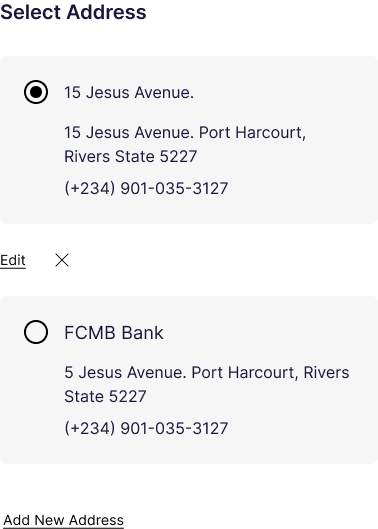 Select Address
15 Jesus Avenue.
15 Jesus Avenue. Port Harcourt,
Rivers State 5227
(+234) 901-035-3127
Edit
FCMB Bank
5 Jesus Avenue. Port Harcourt, Rivers
State 5227
(+234) 901-035-3127
Add New Address